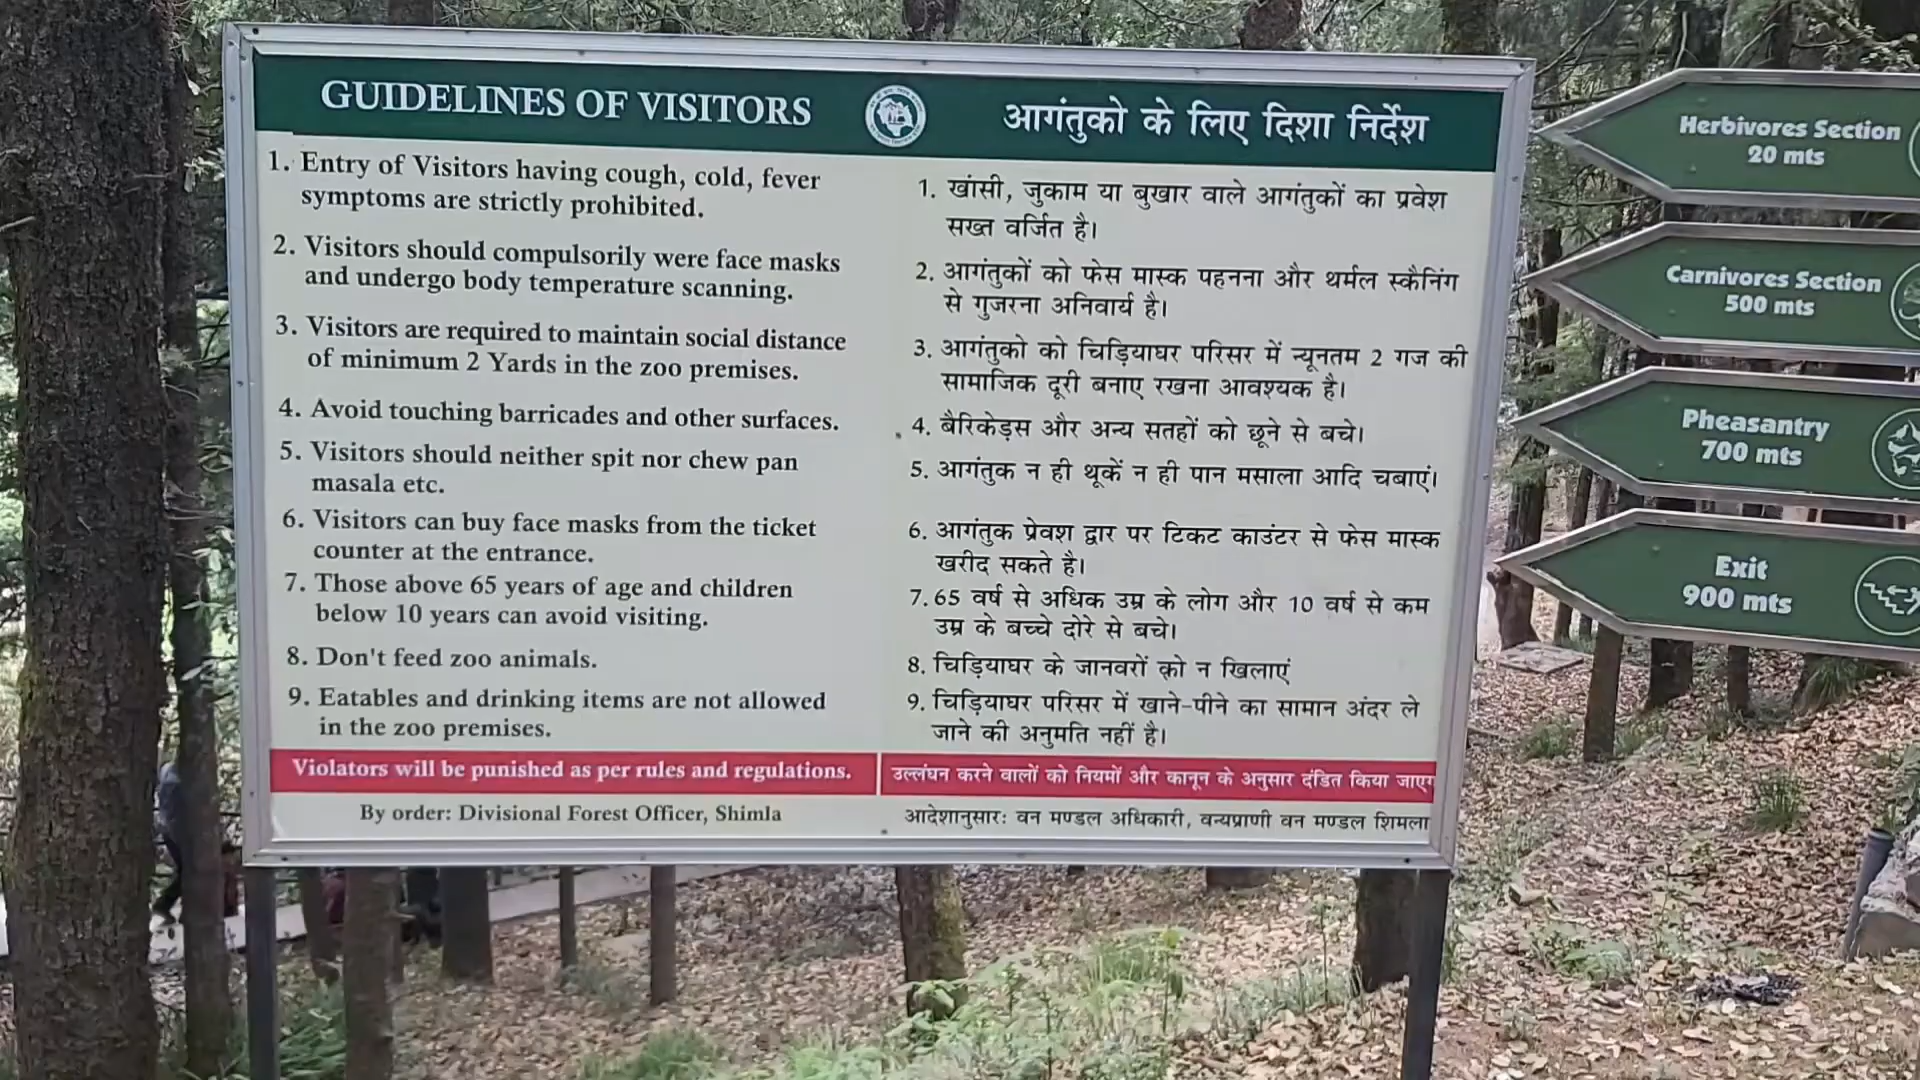 GUIDELINES OF VISITORS
1. Entry of Visitors having cough, cold, fever
symptoms are strictly prohibited.
2. Visitors should compulsorily were face masks
and undergo body temperature scanning.
3. Visitors are required to maintain social distance
of minimum 2 Yards in the zoo premises.
4. Avoid touching barricades and other surfaces.
5. Visitors should neither spit nor chew pan
masala etc.
6. Visitors can buy face masks from the ticket
counter at the entrance.
7. Those above 65 years of age and children
below 10 years can avoid visiting.
8. Don't feed zoo animals.
9. Eatables and drinking items are not allowed
in the zoo premises.
Violators will be punished as per rules and regulations.
By order: Divisional Forest Officer, Shimla
आगंतुको के लिए दिशा निर्देश
1. खांसी, जुकाम या बुखार वाले आगंतुकों का प्रवेश
सख्त वर्जित है।
2. आगंतुकों को फेस मास्क पहनना और थर्मल स्कैनिंग
से गुजरना अनिवार्य है।
3. आगंतुको को चिड़ियाघर परिसर में न्यूनतम 2 गज की
सामाजिक दूरी बनाए रखना आवश्यक है।
4. बैरिकेड्स और अन्य सतहों को छूने से बचे।
5. आगंतुक न ही थूकें न ही पान मसाला आदि चबाएं।
6. आगंतुक प्रेवश द्वार पर टिकट काउंटर से फेस मास्क
खरीद सकते है।
7. 65 वर्ष से अधिक उम्र के लोग और 10 वर्ष से कम
उम्र के बच्चे दोरे से बचे।
8. चिड़ियाघर के जानवरों को न खिलाएं
9. चिड़ियाघर परिसर में खाने-पीने का सामान अंदर ले
जाने की अनुमति नहीं है।
उल्लंघन करने वालों को नियमों और कानून के अनुसार दंडित किया
आदेशानुसारः वन मण्डल अधिकारी, वन्यप्राणी वन मण्डल शिमला
Herbivores Section
20 mts
Carnivores Section
500 mts
Pheasantry
700 mts
Exit
900 mts